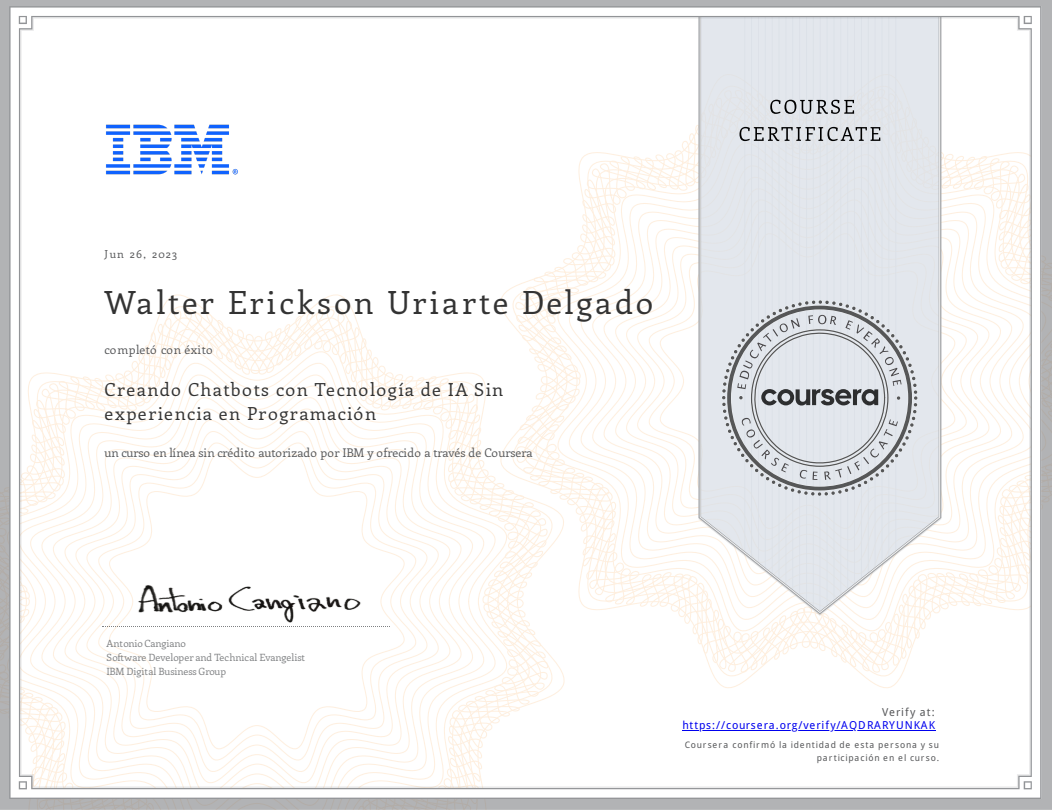 COURSE
CERTIFICATE
IBM®
Jun 26, 2023
Walter Erickson Uriarte Delgado
completó con éxito
Creando Chatbots con Tecnología de IA Sin
experiencia en Programación
un curso en línea sin crédito autorizado por IBM y ofrecido a través de Coursera
EDUCATION FOR EVERYONE
coursera
COURSE CERTIFICATE
Antonio Cangiano
Antonio Cangiano
Software Developer and Technical Evangelist
IBM Digital Business Group
Verify at:
https://coursera.org/verify/AQDRARYUNKAK
Coursera confirmó la identidad de esta persona y su
participación en el curso.